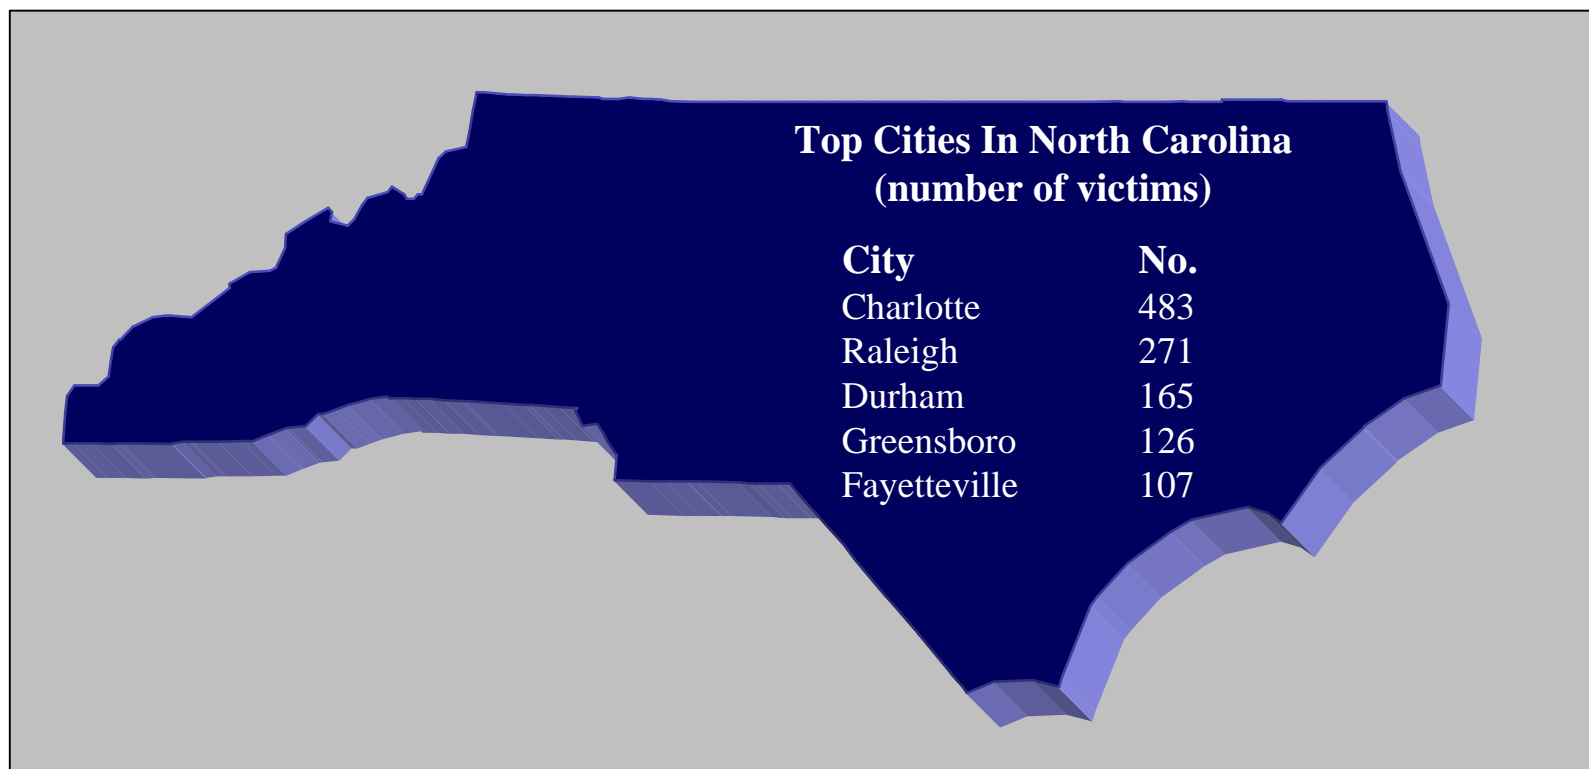 Top Cities In North Carolina
(number of victims)
City No.
Charlotte 483
Raleigh 271
Durham 165
Greensboro 126
Fayetteville 107